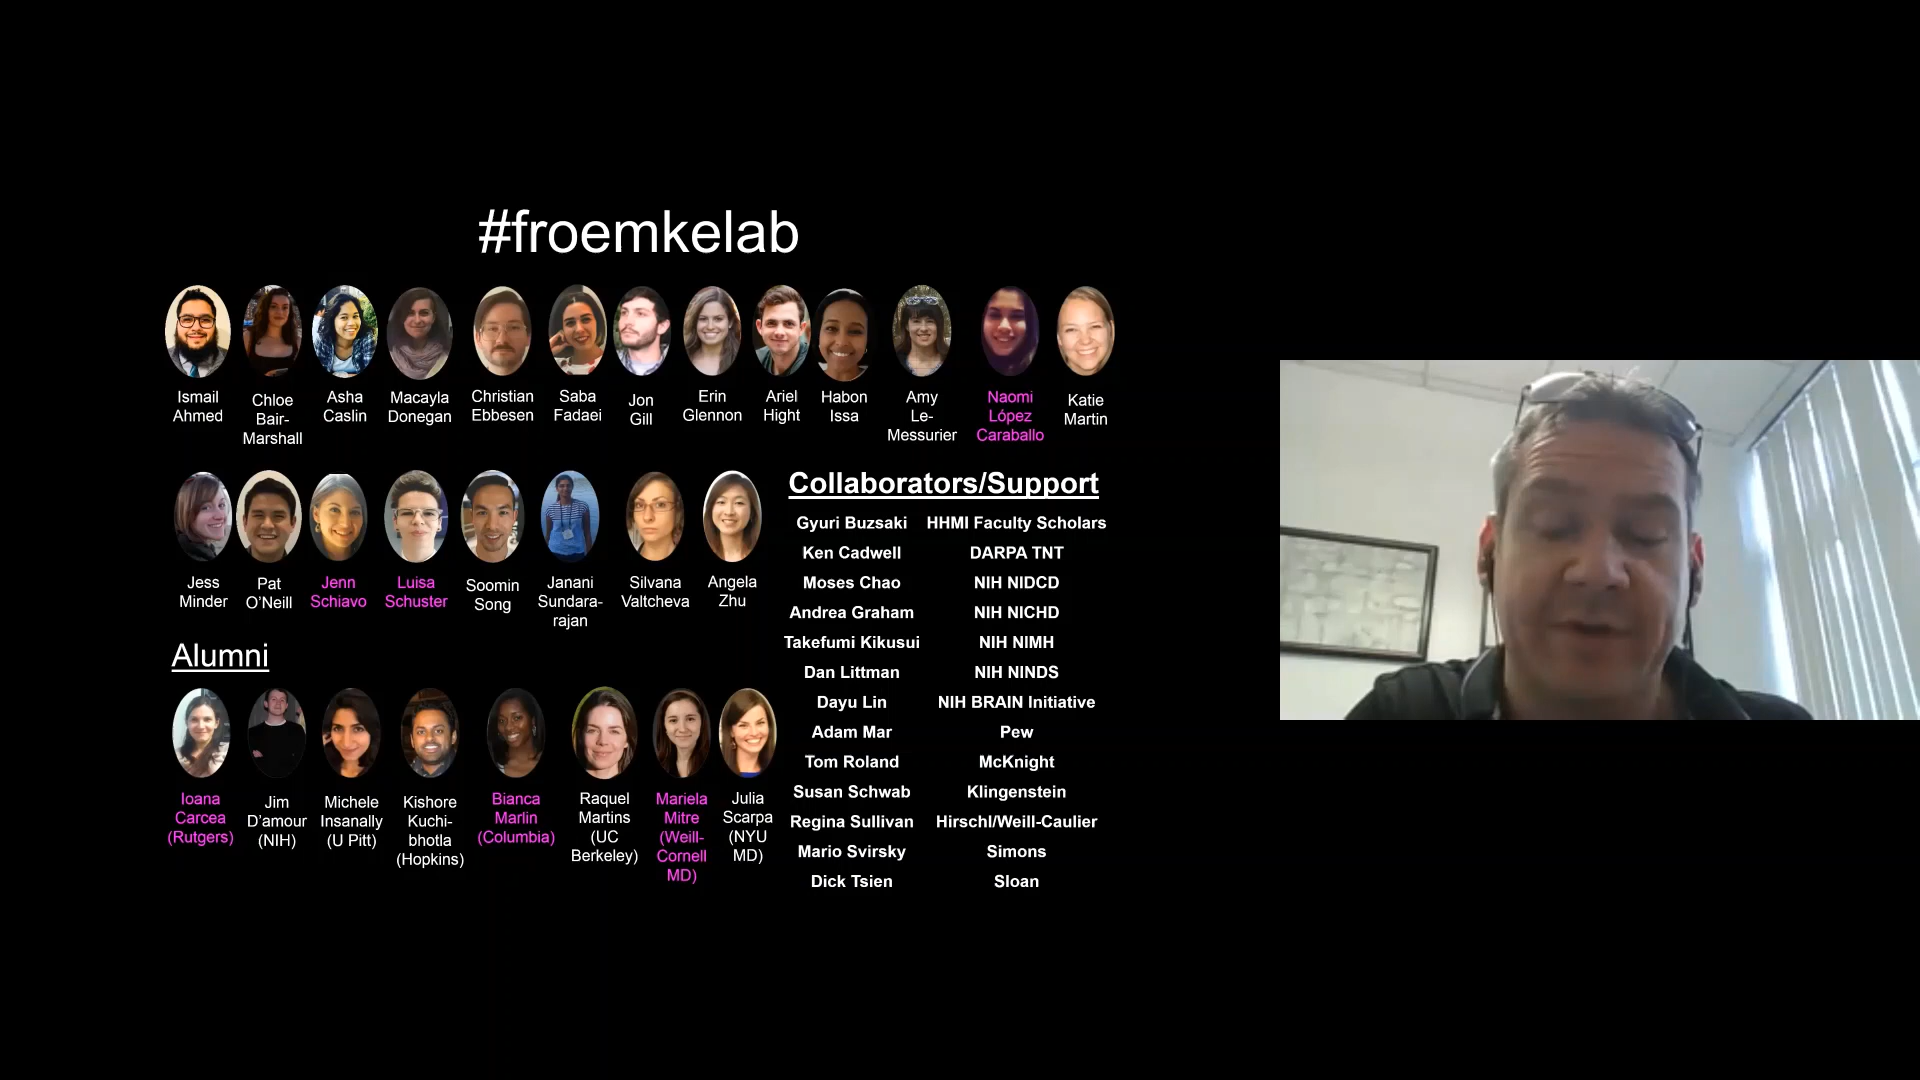 #froemkelab
Ismail
Ahmed
Chloe
Bair-
Marshall
Asha
Caslin
Macayla
Donegan
Christian
Ebbesen
Saba
Fadaei
Jon
Gill
Erin
Glennon
Ariel
Hight
Habon
Issa
Amy
Le-
Messurier
Naomi
López
Caraballo
Katie
Martin
Jess
Minder
Pat
O’Neill
Jenn
Schiavo
Luisa
Schuster
Soomin
Song
Janani
Sundara-
rajan
Silvana
Valtcheva
Angela
Zhu
Alumni
Ioana
Carcea
(Rutgers)
Jim
D’amour
(NIH)
Michele
Insanally
(U Pitt)
Kishore
Kuchi-
bhotla
(Hopkins)
Bianca
Marlin
(Columbia)
Raquel
Martins
(UC
Berkeley)
Mariela
Mitre
(Weill-
Cornell
MD)
Julia
Scarpa
(NYU
MD)
Collaborators/Support
Gyuri Buzsaki
Ken Cadwell
Moses Chao
Andrea Graham
Takefumi Kikusui
Dan Littman
Dayu Lin
Adam Mar
Tom Roland
Susan Schwab
Regina Sullivan
Mario Svirsky
Dick Tsien
HHMI Faculty Scholars
DARPA TNT
NIH NIDCD
NIH NICHD
NIH NIMH
NIH NINDS
NIH BRAIN Initiative
Pew
McKnight
Klingenstein
Hirschl/Weill-Caulier
Simons
Sloan